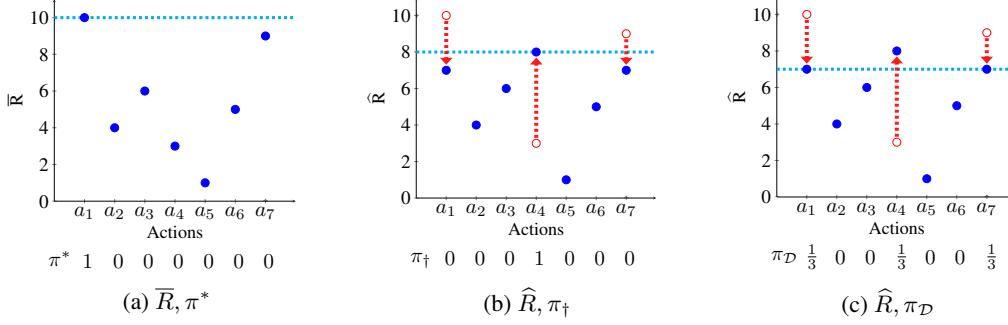 10
8
6
4
2
0
R̅
a₁ a₂ a₃ a₄ a₅ a₆ a₇
Actions
π* 1 0 0 0 0 0 0
(a) R̅, π*
10
8
6
4
2
0
R̂
a₁ a₂ a₃ a₄ a₅ a₆ a₇
Actions
π† 0 0 0 1 0 0 0
(b) R̂, π†
10
8
6
4
2
0
R̂
a₁ a₂ a₃ a₄ a₅ a₆ a₇
Actions
π𝒟 1/3 0 0 1/3 0 0 1/3
(c) R̂, π𝒟